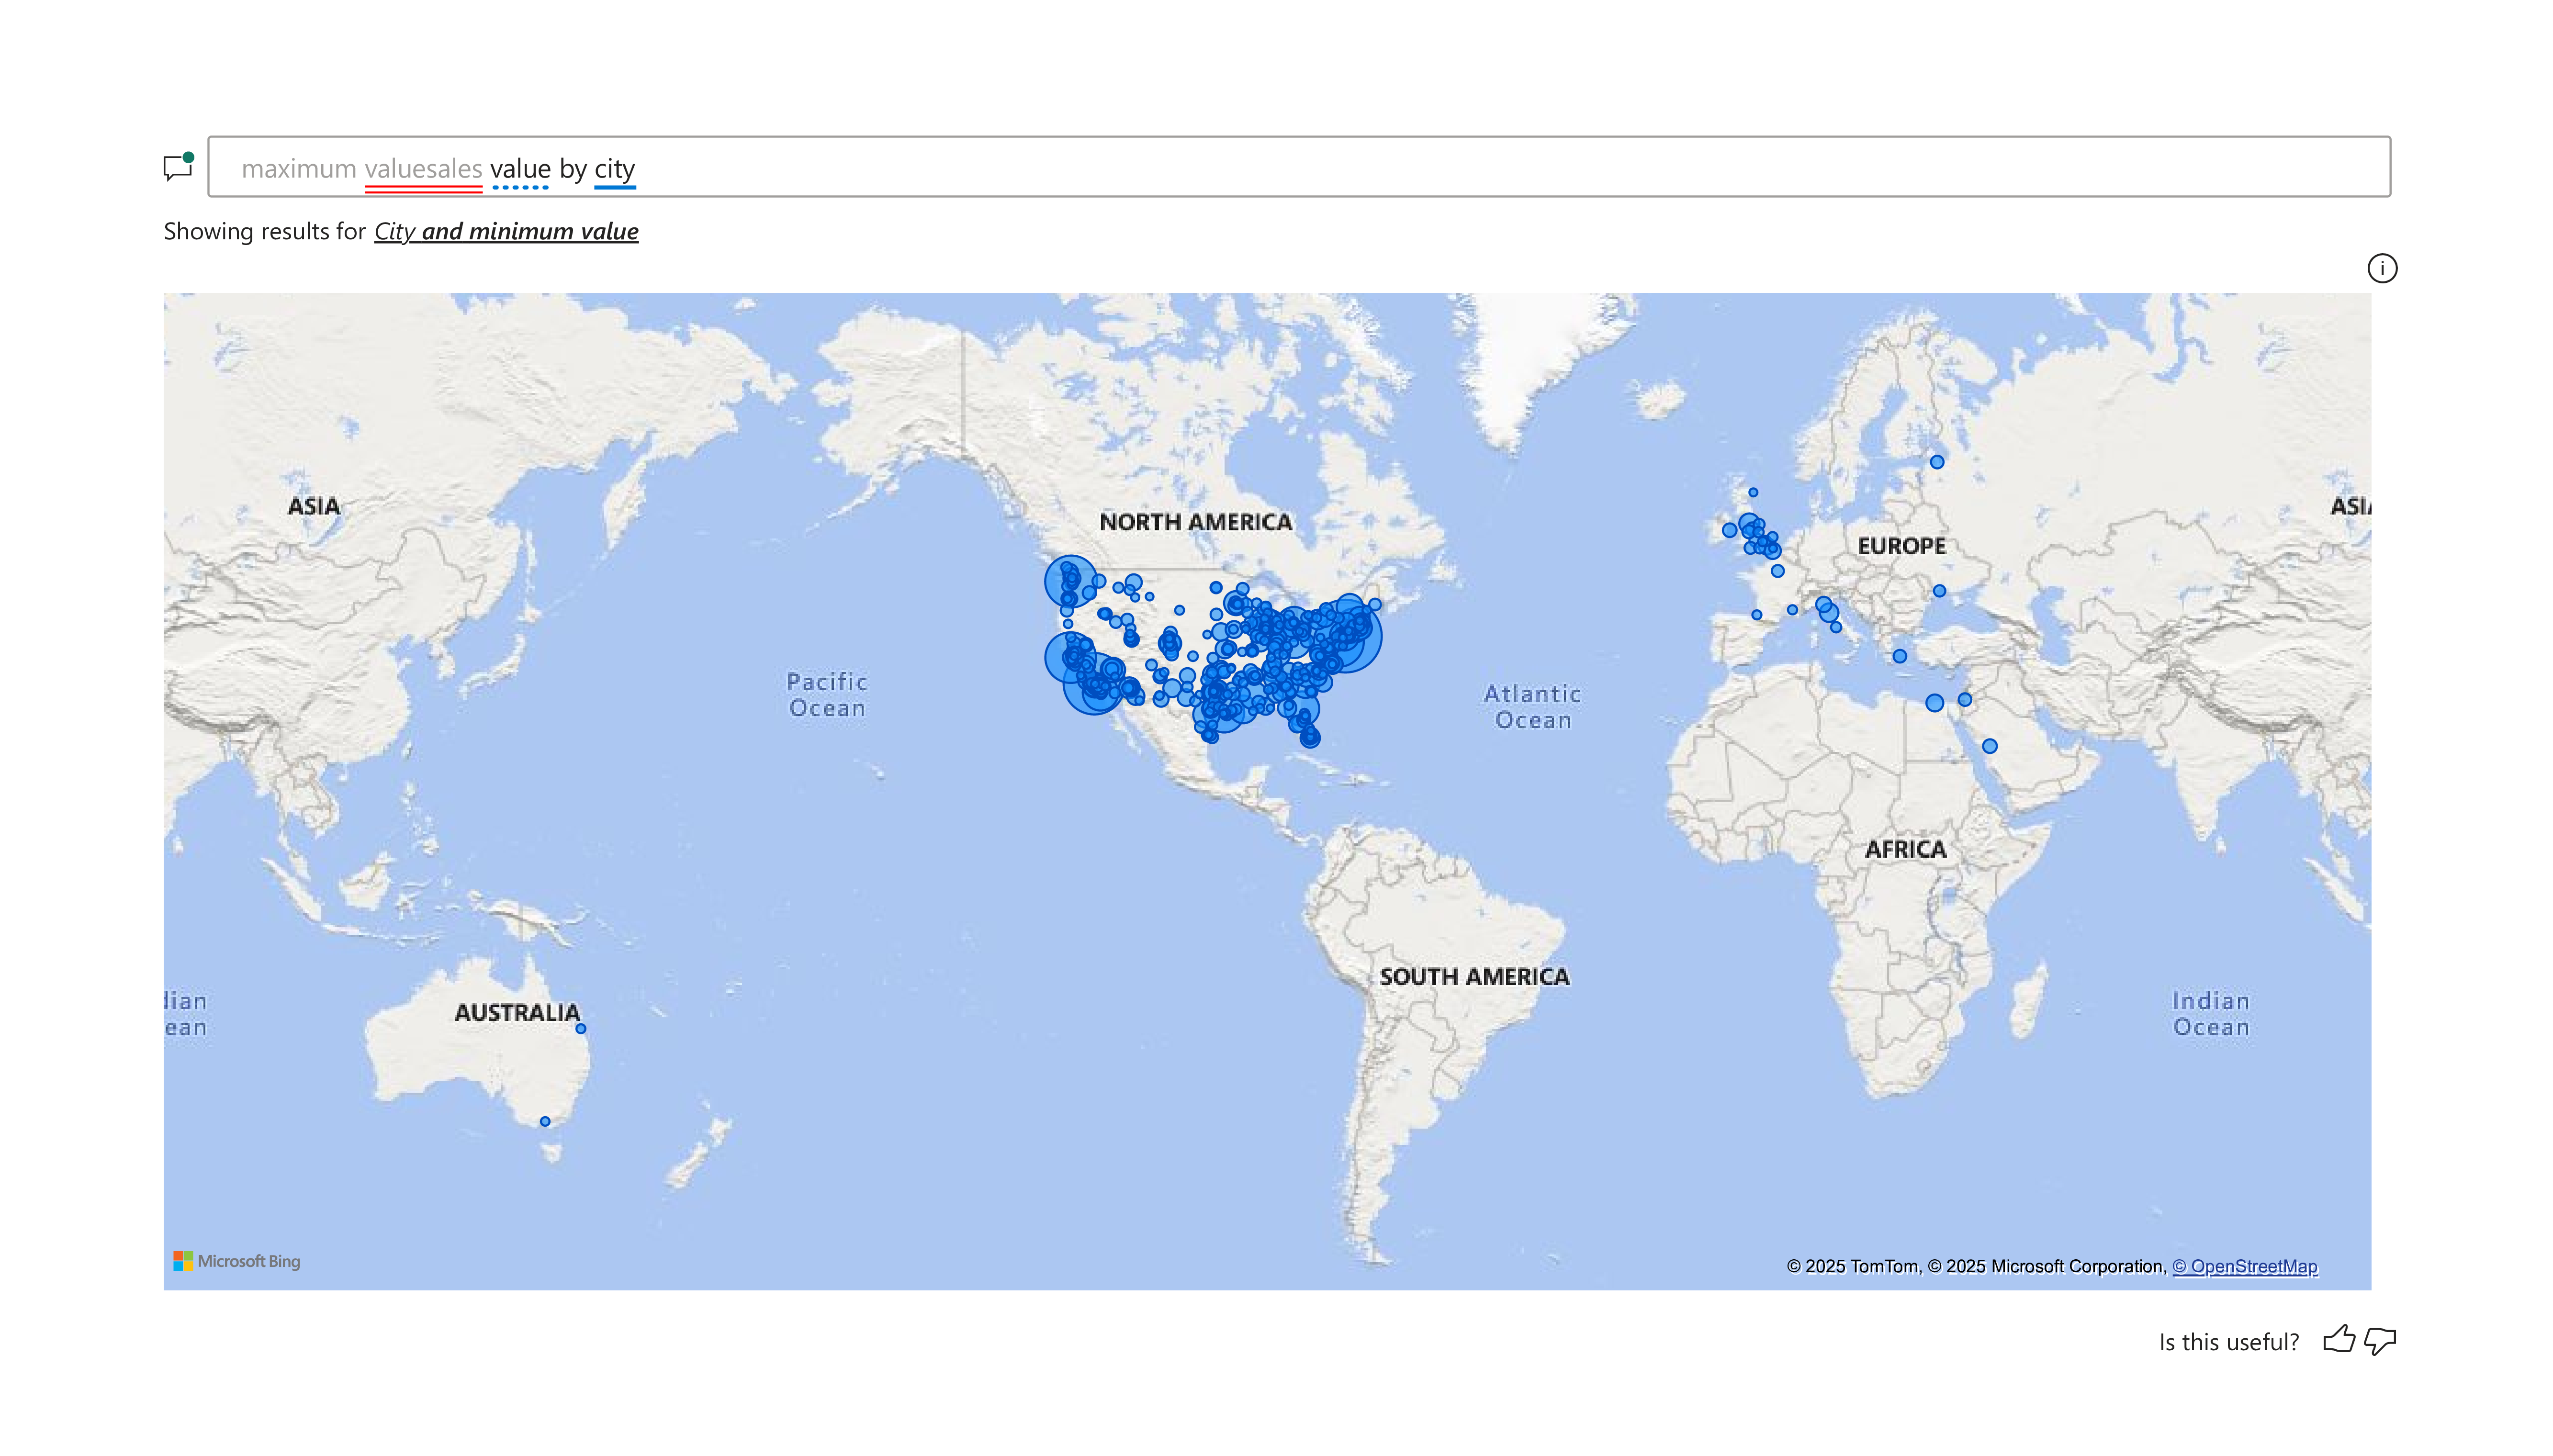 maximum valuesales value by city
Showing results for City and minimum value
ASIA
NORTH AMERICA
ASIA
EUROPE
Pacific
Ocean
Atlantic
Ocean
AFRICA
SOUTH AMERICA
dian
ean
AUSTRALIA
Indian
Ocean
Microsoft Bing
© 2025 TomTom, © 2025 Microsoft Corporation, © OpenStreetMap
Is this useful?